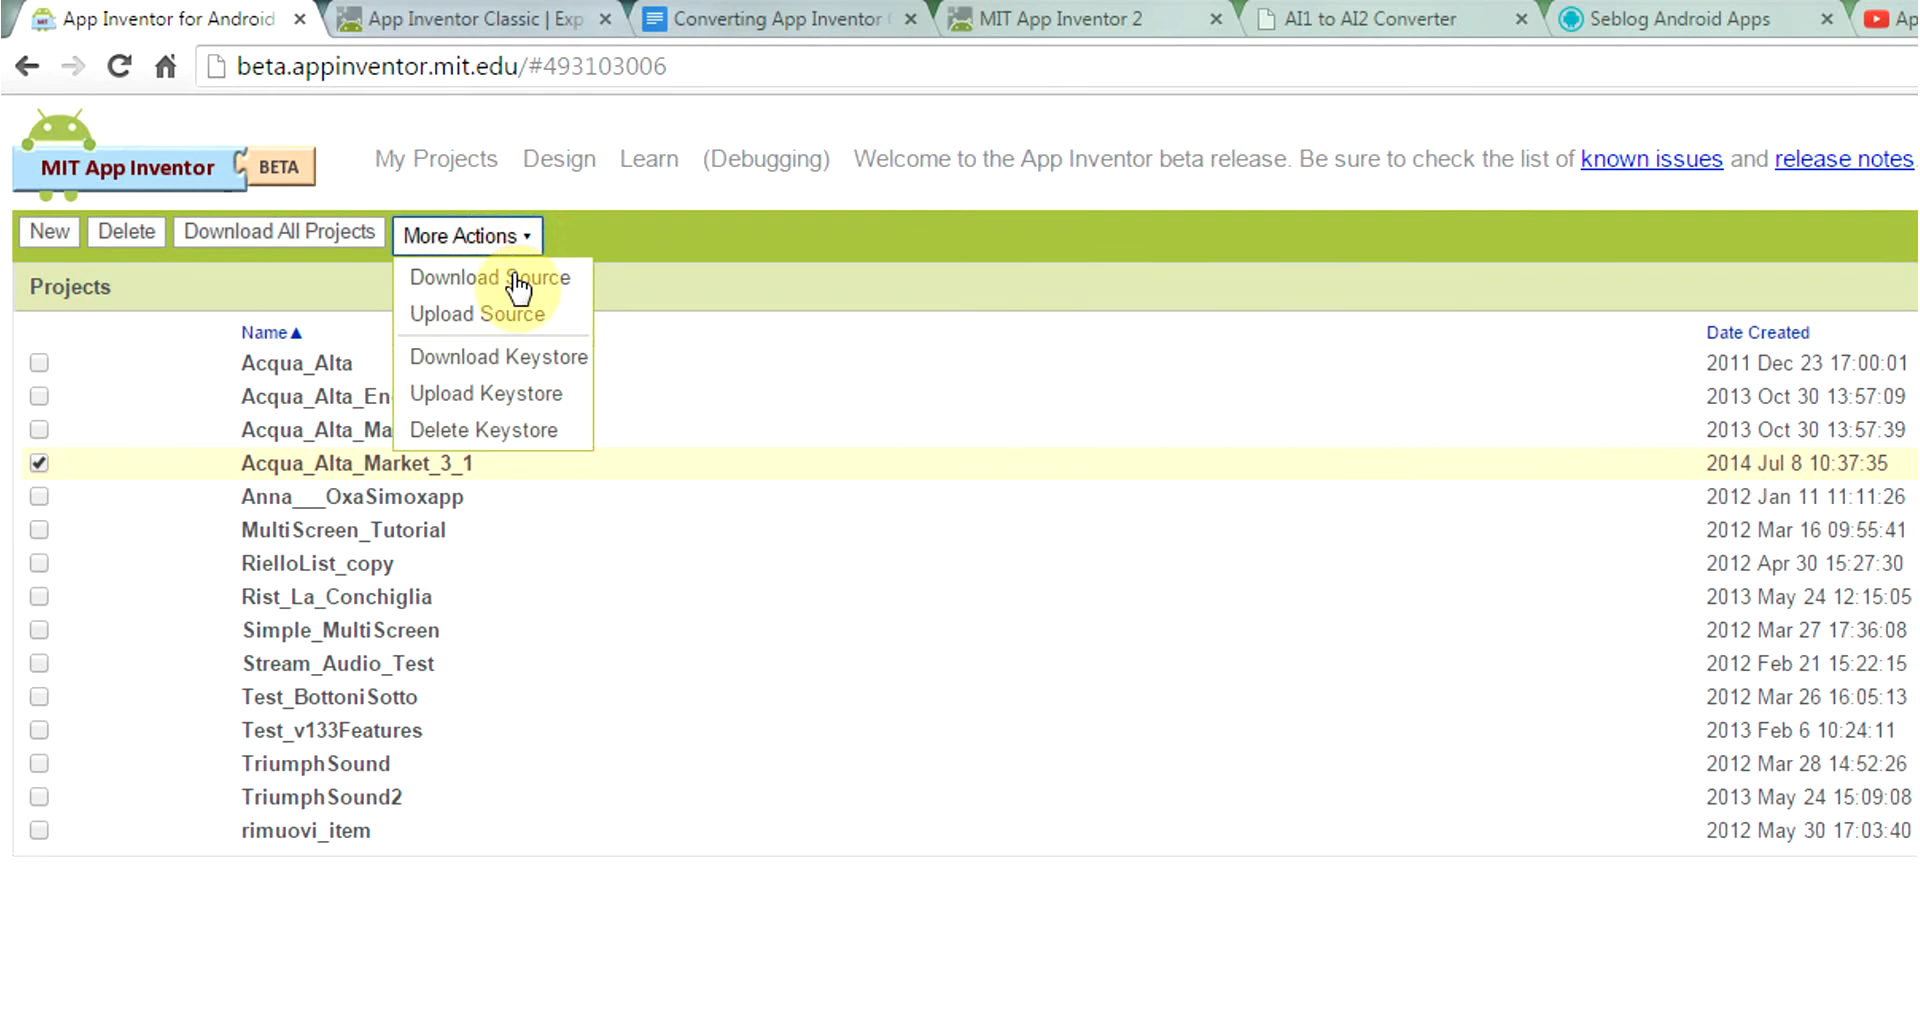 App Inventor for Android
App Inventor Classic | Exp
Converting App Inventor
MIT App Inventor 2
AI1 to AI2 Converter
Seblog Android Apps
Ap
beta.appinventor.mit.edu/#493103006
MIT App Inventor BETA
My Projects Design Learn (Debugging) Welcome to the App Inventor beta release. Be sure to check the list of known issues and release notes
New Delete Download All Projects More Actions ▾
Download Source
Upload Source
Download Keystore
Upload Keystore
Delete Keystore
Projects
Name▲ Date Created
Acqua_Alta 2011 Dec 23 17:00:01
Acqua_Alta_En 2013 Oct 30 13:57:09
Acqua_Alta_Ma 2013 Oct 30 13:57:39
Acqua_Alta_Market_3_1 2014 Jul 8 10:37:35
Anna___OxaSimoxapp 2012 Jan 11 11:11:26
MultiScreen_Tutorial 2012 Mar 16 09:55:41
RielloList_copy 2012 Apr 30 15:27:30
Rist_La_Conchiglia 2013 May 24 12:15:05
Simple_MultiScreen 2012 Mar 27 17:36:08
Stream_Audio_Test 2012 Feb 21 15:22:15
Test_BottoniSotto 2012 Mar 26 16:05:13
Test_v133Features 2013 Feb 6 10:24:11
TriumphSound 2012 Mar 28 14:52:26
TriumphSound2 2013 May 24 15:09:08
rimuovi_item 2012 May 30 17:03:40